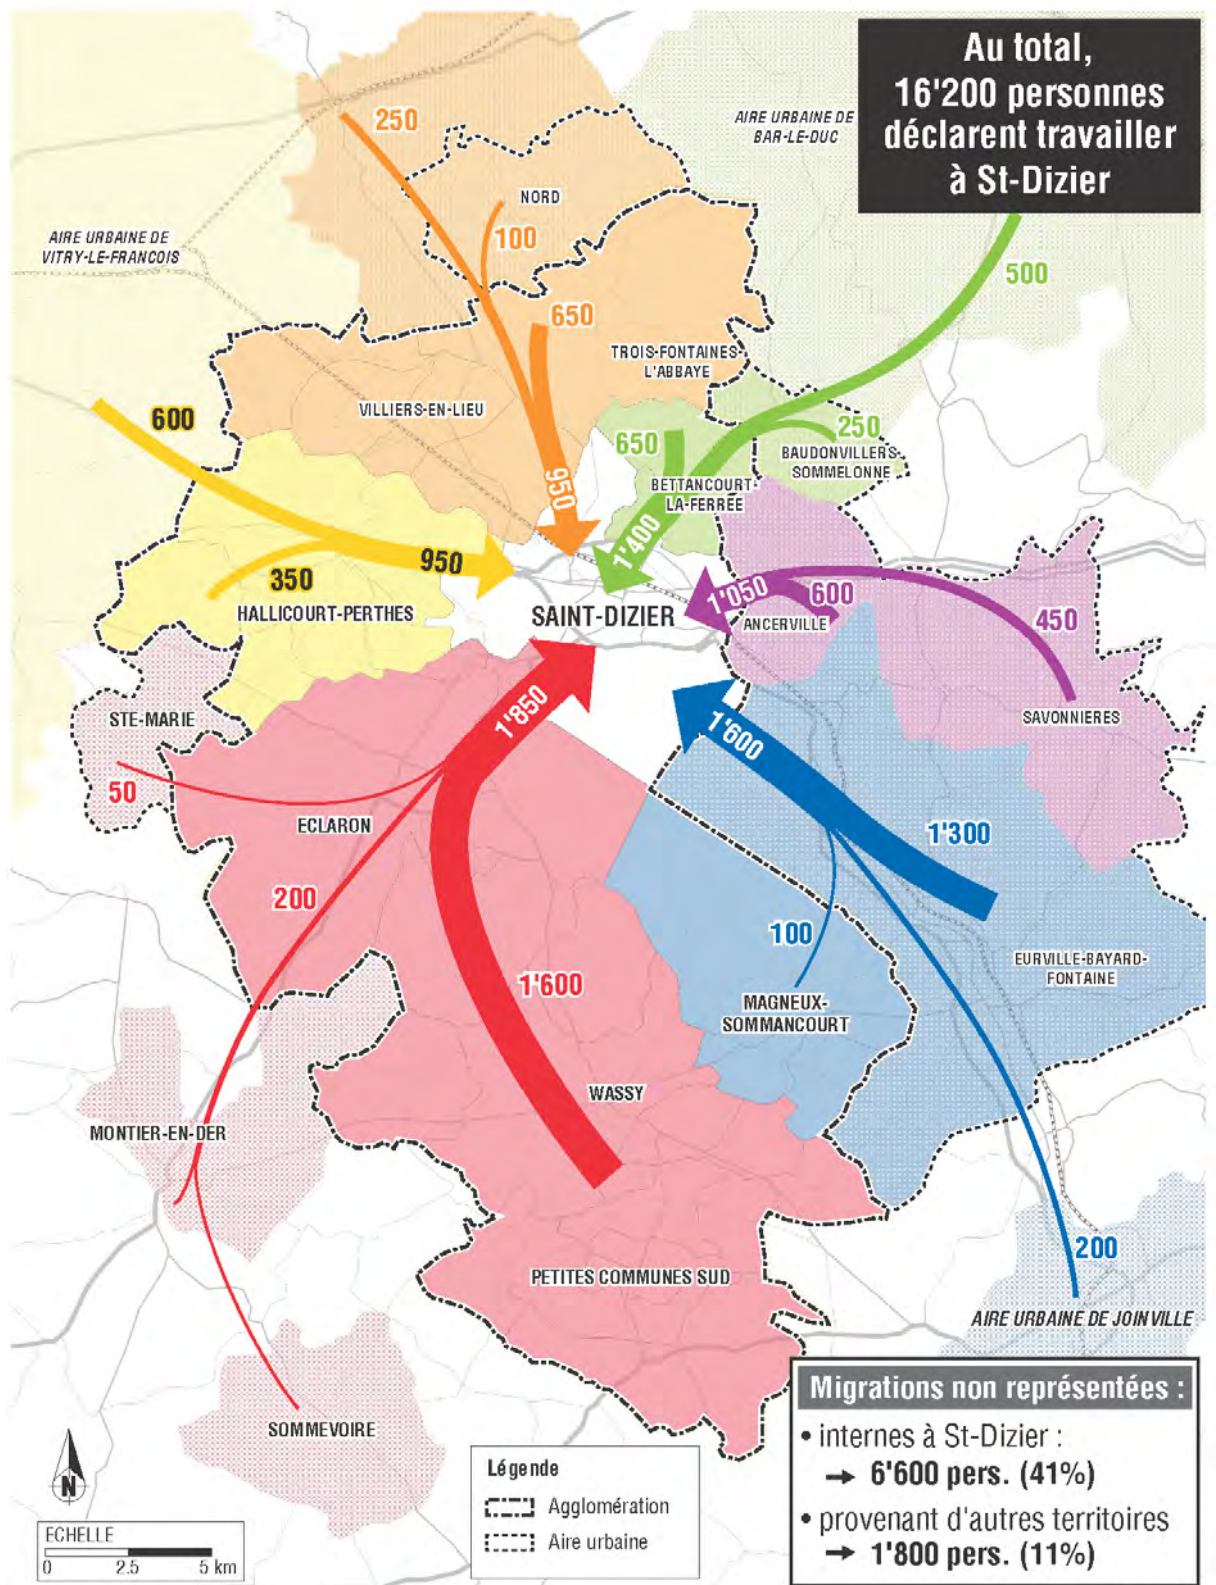 Au total,
16'200 personnes
déclarent travailler
à St-Dizier
250
AIRE URBAINE DE
BAR-LE-DUC
NORD
100
AIRE URBAINE DE
VITRY-LE-FRANCOIS
500
650
TROIS-FONTAINES-
L'ABBAYE
VILLIERS-EN-LIEU
600
650
250
BAUDONVILLERS-
SOMMELONNE
BETTANCOURT-
LA-FERREE
950
1'400
950
350
HALLICOURT-PERTHES
SAINT-DIZIER
1'050
600
ANCERVILLE
450
STE-MARIE
SAVONNIERES
1'850
1'600
50
ECLARON
1'300
200
100
1'600
EURVILLE-BAYARD-
FONTAINE
MAGNEUX-
SOMMANCOURT
WASSY
MONTIER-EN-DER
200
PETITES COMMUNES SUD
AIRE URBAINE DE JOINVILLE
SOMMEVOIRE
Migrations non représentées :
• internes à St-Dizier :
→ 6'600 pers. (41%)
• provenant d'autres territoires
→ 1'800 pers. (11%)
Légende
Agglomération
Aire urbaine
N
ECHELLE
0 2.5 5 km